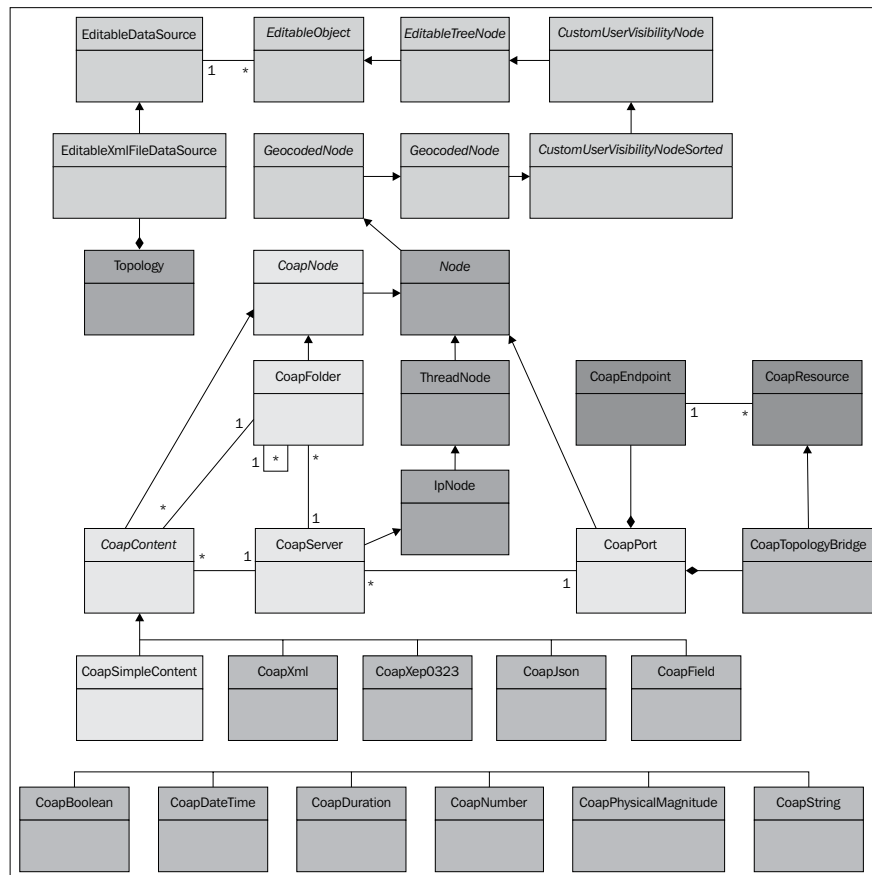 EditableDataSource
EditableObject
EditableTreeNode
CustomUserVisibilityNode
1
*
EditableXmlFileDataSource
GeocodedNode
GeocodedNode
CustomUserVisibilityNodeSorted
Topology
CoapNode
Node
CoapFolder
ThreadNode
CoapEndpoint
CoapResource
1
*
1
1
*
*
*
1
IpNode
CoapContent
CoapServer
CoapPort
CoapTopologyBridge
*
1
*
1
CoapSimpleContent
CoapXml
CoapXep0323
CoapJson
CoapField
CoapBoolean
CoapDateTime
CoapDuration
CoapNumber
CoapPhysicalMagnitude
CoapString